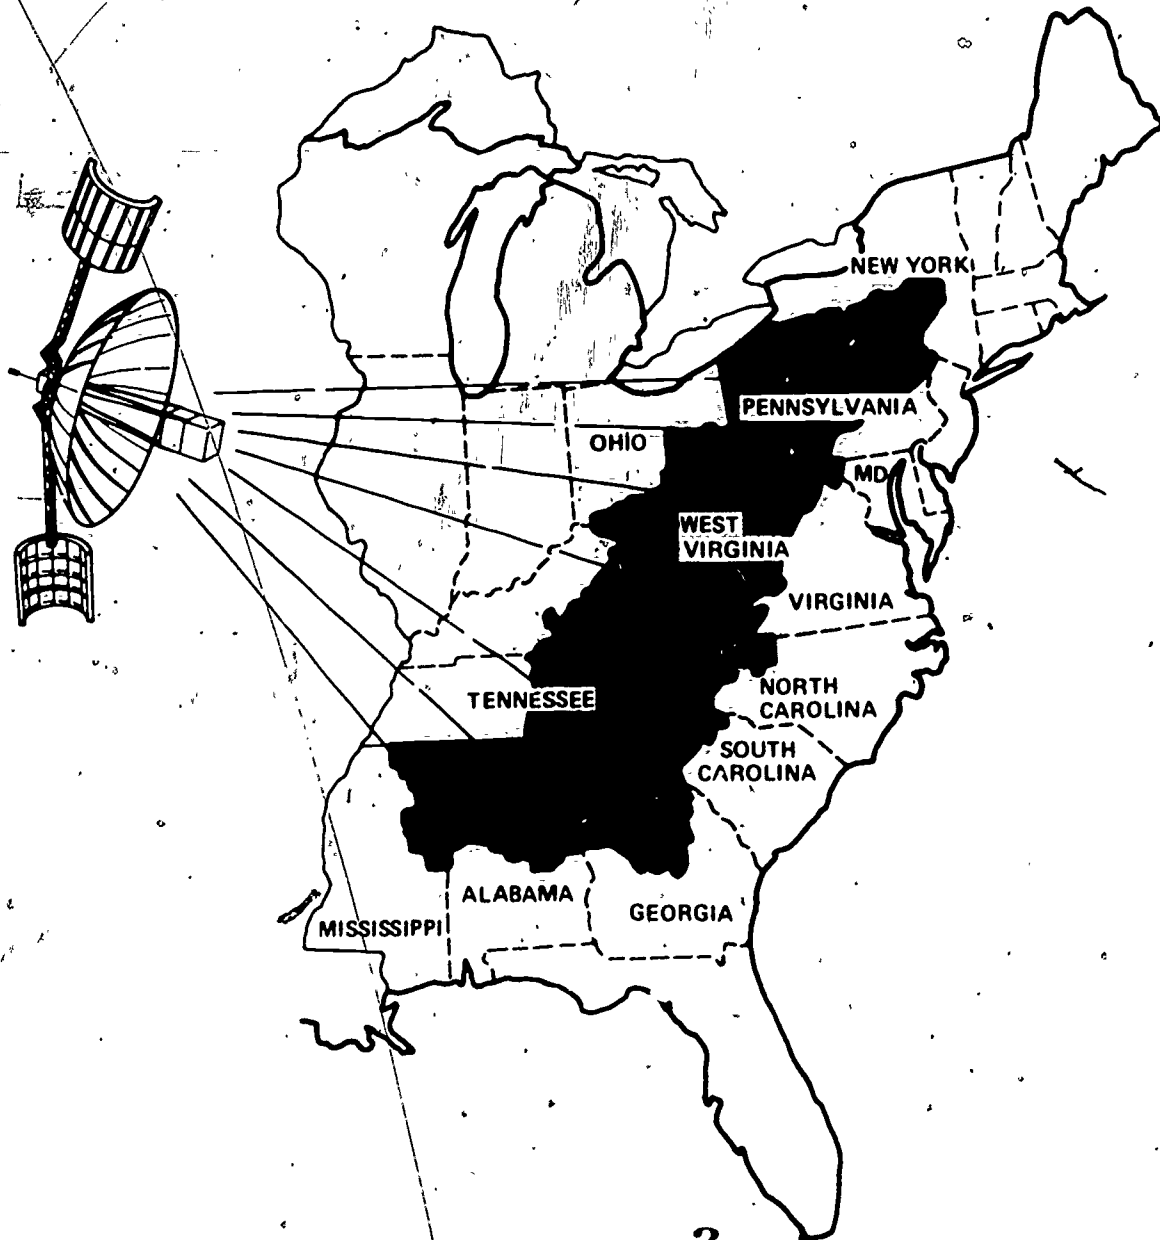 NEW YORK
PENNSYLVANIA
OHIO
MD
WEST
VIRGINIA
VIRGINIA
TENNESSEE
NORTH
CAROLINA
SOUTH
CAROLINA
ALABAMA
GEORGIA
MISSISSIPPI